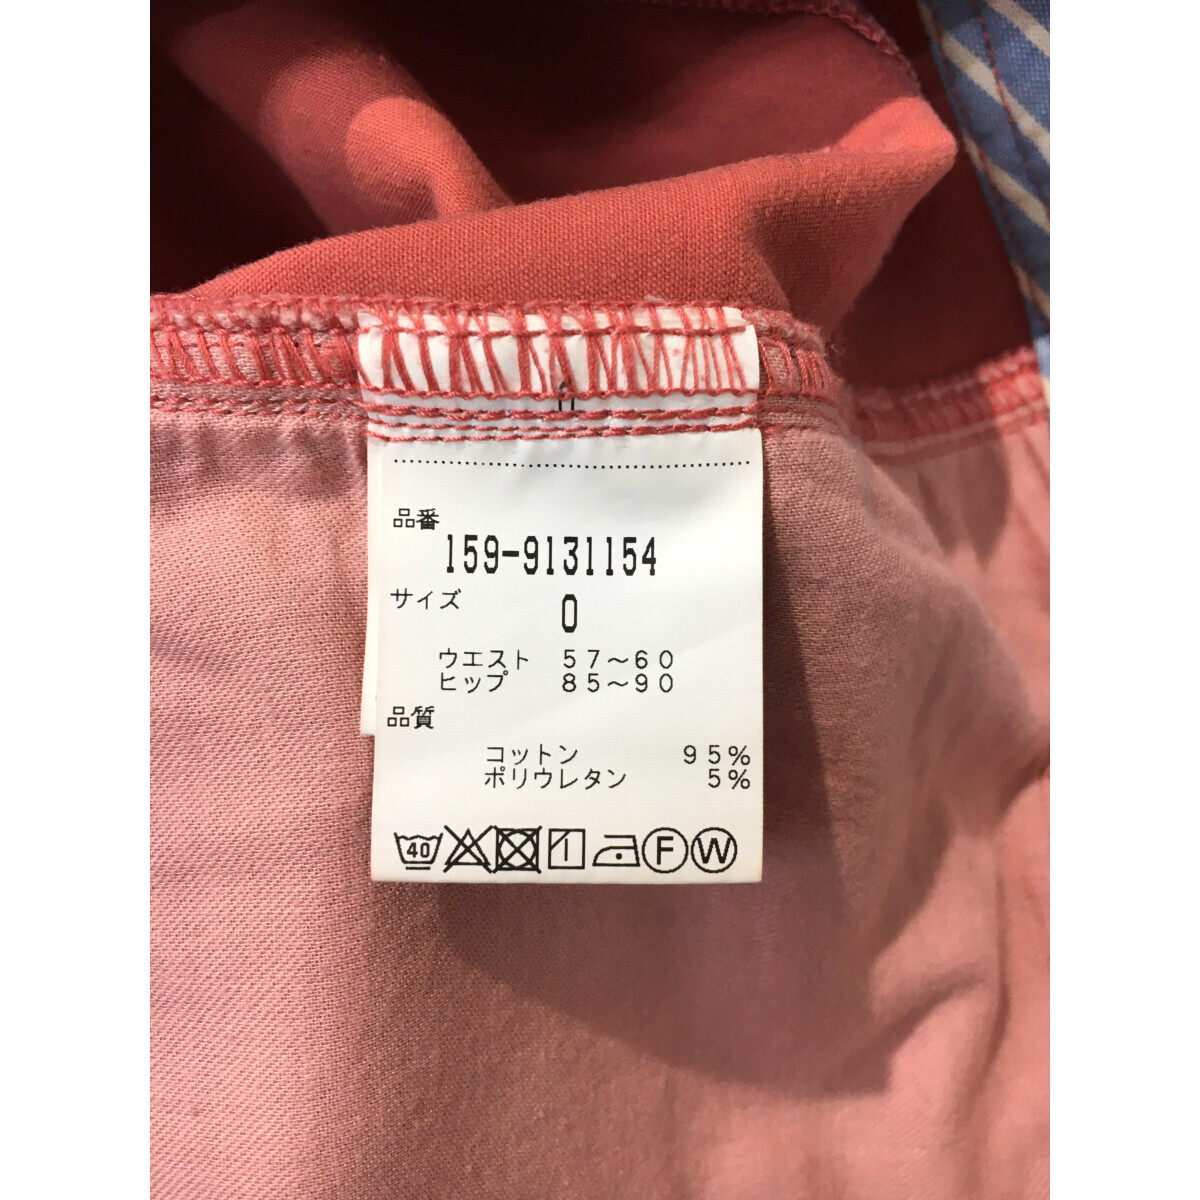 品番
159-9131154
サイズ
0
ウエスト 57〜60
ヒップ 85〜90
品質
コットン 95%
ポリウレタン 5%
40 F W